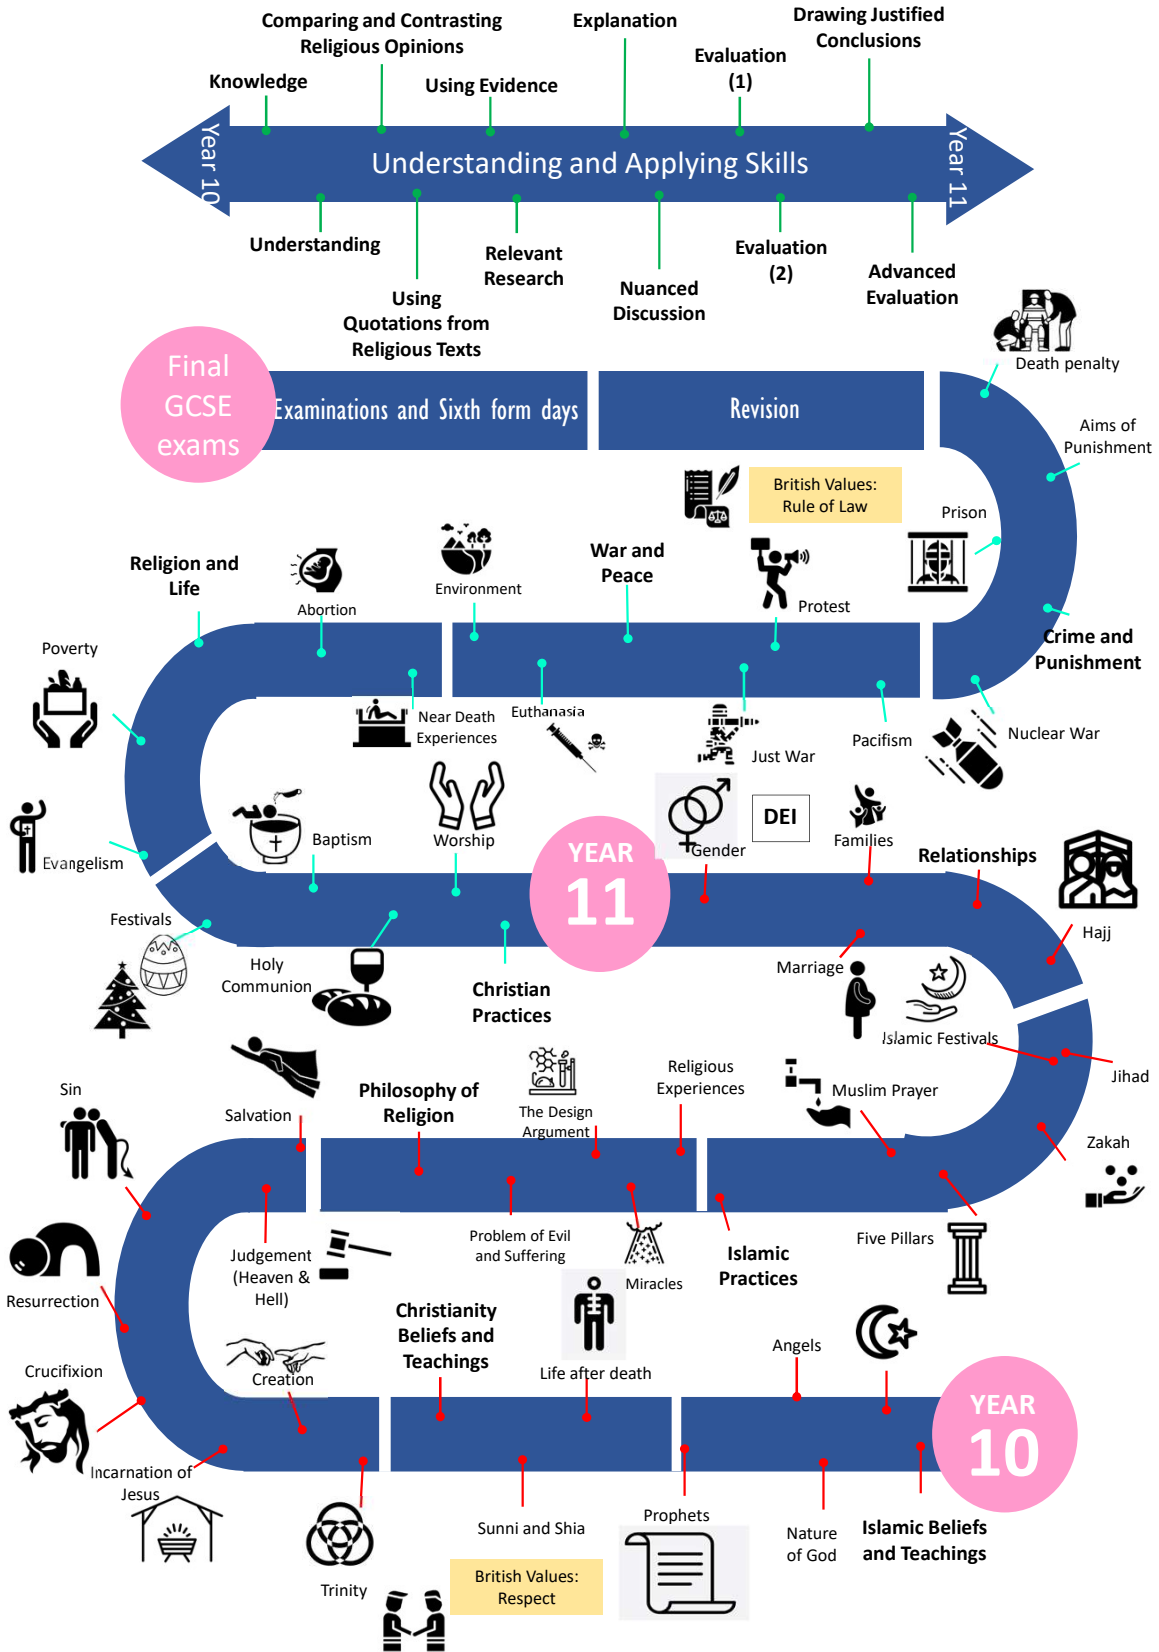 Comparing and Contrasting
Religious Opinions
Explanation
Drawing Justified
Conclusions
Knowledge
Using Evidence
Evaluation
(1)
Year 10
Understanding and Applying Skills
Year 11
Understanding
Using
Quotations from
Religious Texts
Relevant
Research
Nuanced
Discussion
Evaluation
(2)
Advanced
Evaluation
Final
GCSE
exams
Examinations and Sixth form days
Revision
Death penalty
Aims of
Punishment
British Values:
Rule of Law
Prison
Religion and
Life
Abortion
Environment
War and
Peace
Protest
Crime and
Punishment
Poverty
Near Death
Experiences
Euthanasia
Just War
Pacifism
Nuclear War
Evangelism
Baptism
Worship
YEAR
11
Gender
DEI
Families
Relationships
Hajj
Festivals
Holy
Communion
Christian
Practices
Marriage
Islamic Festivals
Jihad
Sin
Salvation
Philosophy of
Religion
The Design
Argument
Religious
Experiences
Muslim Prayer
Zakah
Resurrection
Judgement
(Heaven &
Hell)
Problem of Evil
and Suffering
Miracles
Islamic
Practices
Five Pillars
Crucifixion
Creation
Christianity
Beliefs and
Teachings
Life after death
Angels
YEAR
10
Incarnation of
Jesus
Trinity
Sunni and Shia
British Values:
Respect
Prophets
Nature
of God
Islamic Beliefs
and Teachings